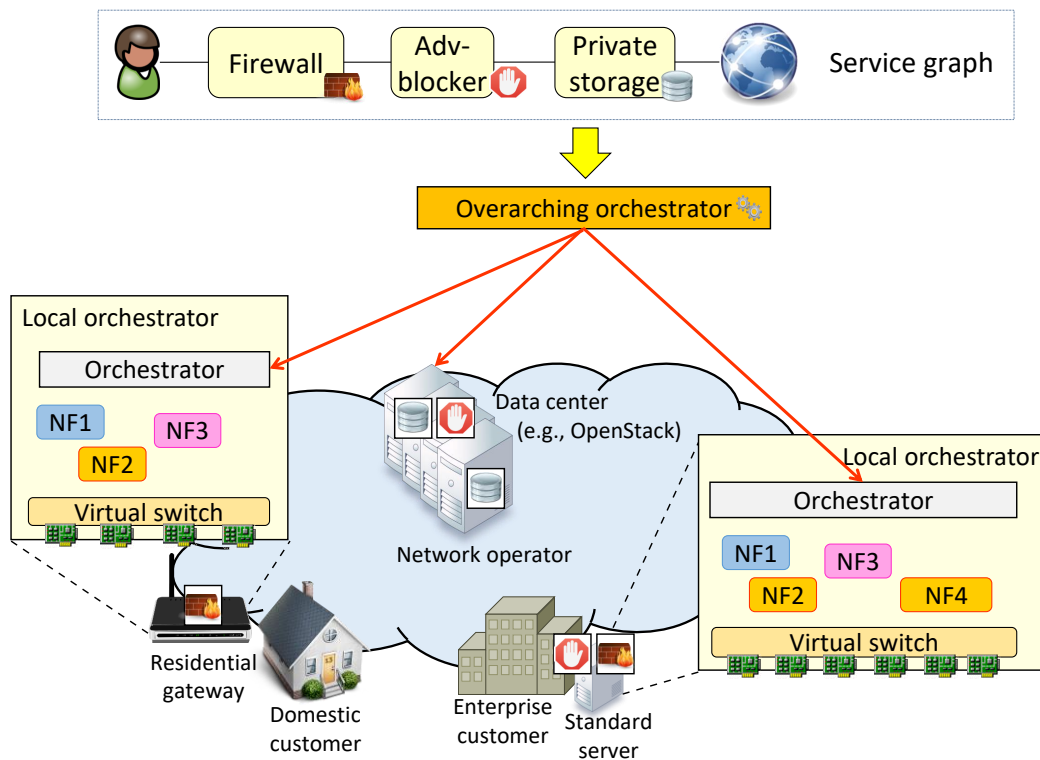 Firewall
Adv-
blocker
Private
storage
Service graph
Overarching orchestrator
Local orchestrator
Orchestrator
NF1
NF3
NF2
Virtual switch
Data center
(e.g., OpenStack)
Network operator
Local orchestrator
Orchestrator
NF1
NF3
NF2
NF4
Virtual switch
Residential
gateway
Domestic
customer
Enterprise
customer
Standard
server